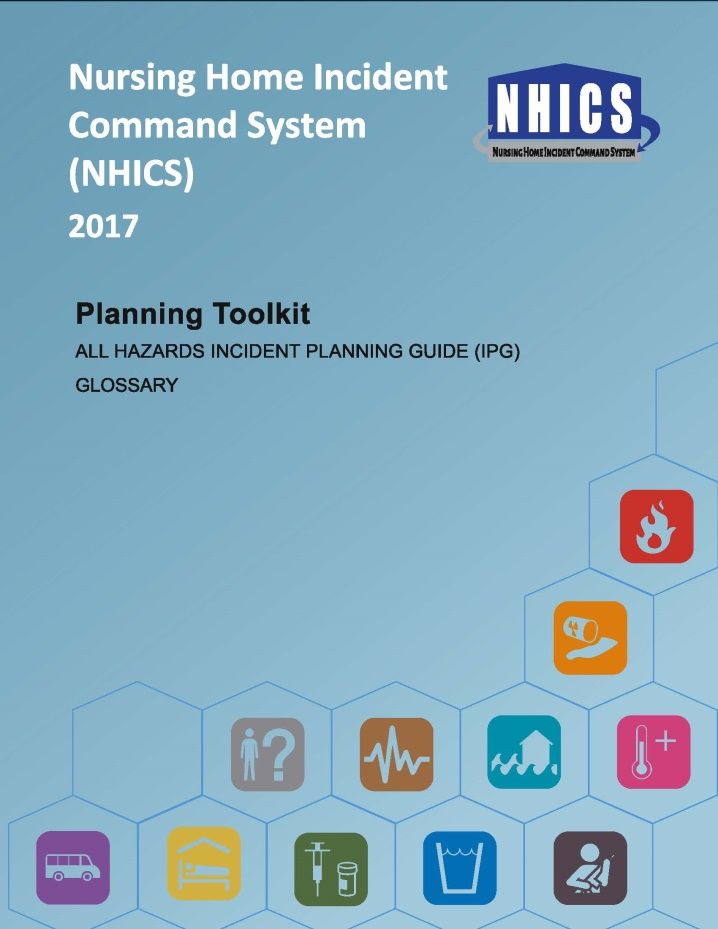 Nursing Home Incident
Command System
(NHICS)
2017
NHICS
NURSING HOME INCIDENT COMMAND SYSTEM
Planning Toolkit
ALL HAZARDS INCIDENT PLANNING GUIDE (IPG)
GLOSSARY
?
+